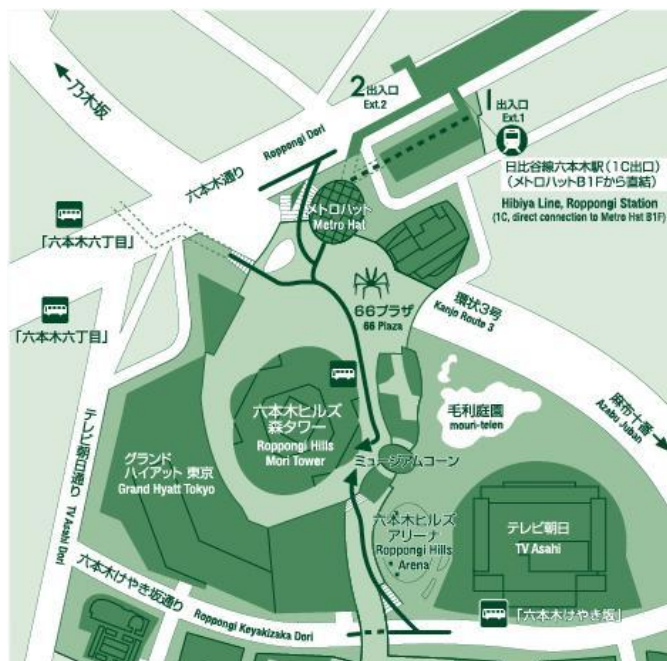 乃木坂
2 出入口
Ext.2
1 出入口
Ext.1
六本木通り
Roppongi Dori
日比谷線六本木駅(1C出口)
(メトロハットB1Fから直結)
Hibiya Line, Roppongi Station
(1C, direct connection to Metro Hat B1F)
メトロハット
Metro Hat
「六本木六丁目」
「六本木六丁目」
66プラザ
66 Plaza
環状3号
Kanjo Route 3
麻布十番
Azabu Juban
六本木ヒルズ
森タワー
Roppongi Hills
Mori Tower
毛利庭園
mouri-teien
ミュージアムコーン
グランド
ハイアット 東京
Grand Hyatt Tokyo
テレビ朝日通り
TV Asahi Dori
六本木ヒルズ
アリーナ
Roppongi Hills
Arena
テレビ朝日
TV Asahi
六本木けやき坂通り
Roppongi Keyakizaka Dori
「六本木けやき坂」